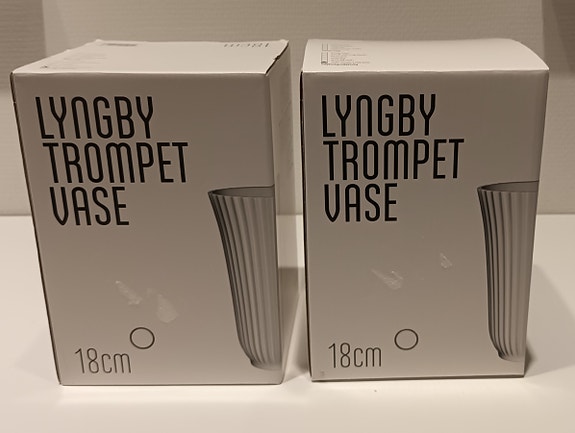 LYNGBY
TROMPET
VASE
18cm
LYNGBY
TROMPET
VASE
18cm